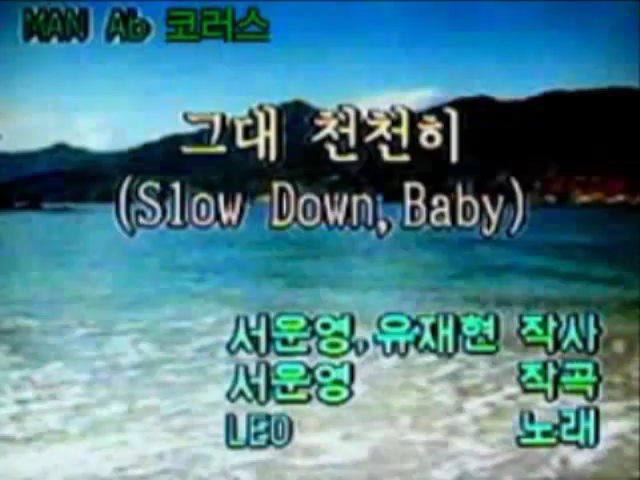 MAN Ab 코러스
그대 천천히
(Slow Down,Baby)
서운영,유재현 작사
서운영 작곡
LEO 노래